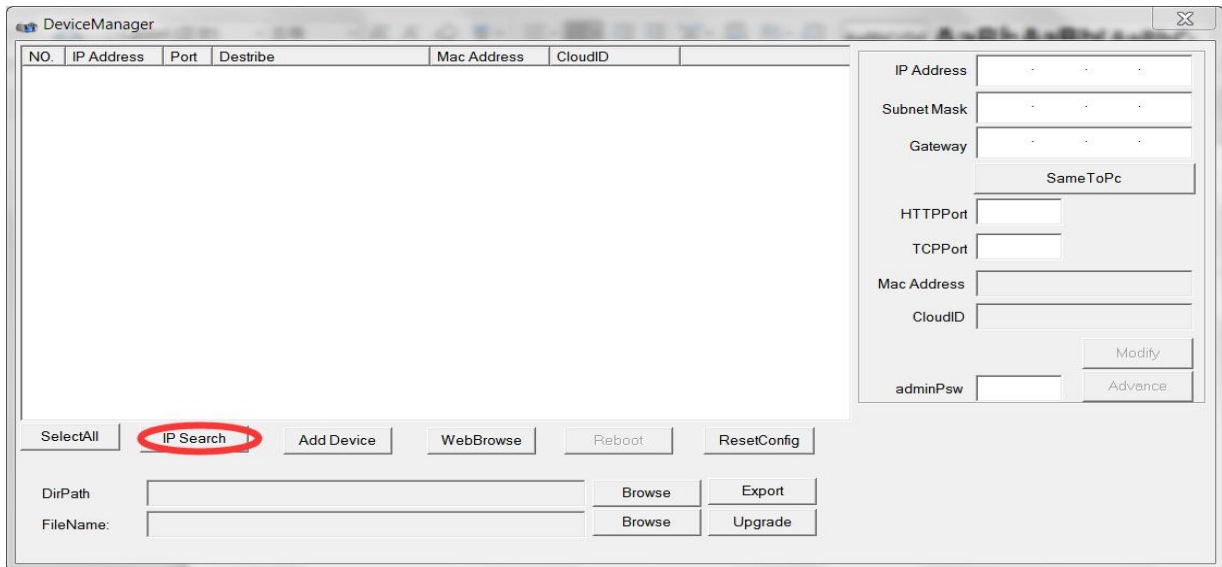 DeviceManager
NO. IP Address Port Destribe Mac Address CloudID
IP Address
Subnet Mask
Gateway
SameToPc
HTTPPort
TCPPort
Mac Address
CloudID
Modify
adminPsw Advance
SelectAll IP Search Add Device WebBrowse Reboot ResetConfig
DirPath Browse Export
FileName: Browse Upgrade